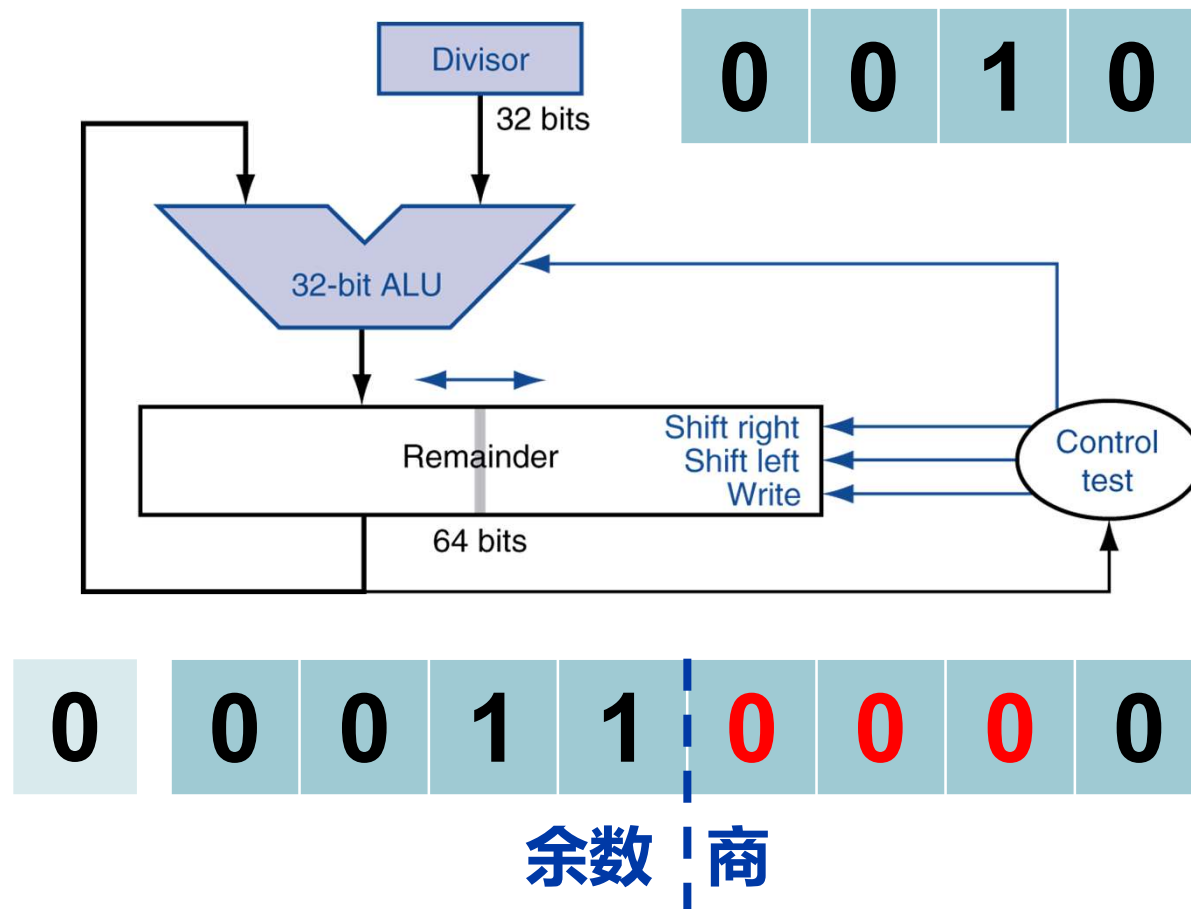 Divisor
0 0 1 0
32 bits
32-bit ALU
Remainder
Shift right
Shift left
Write
Control
test
64 bits
0 0 0 1 1 0 0 0 0
余数 商